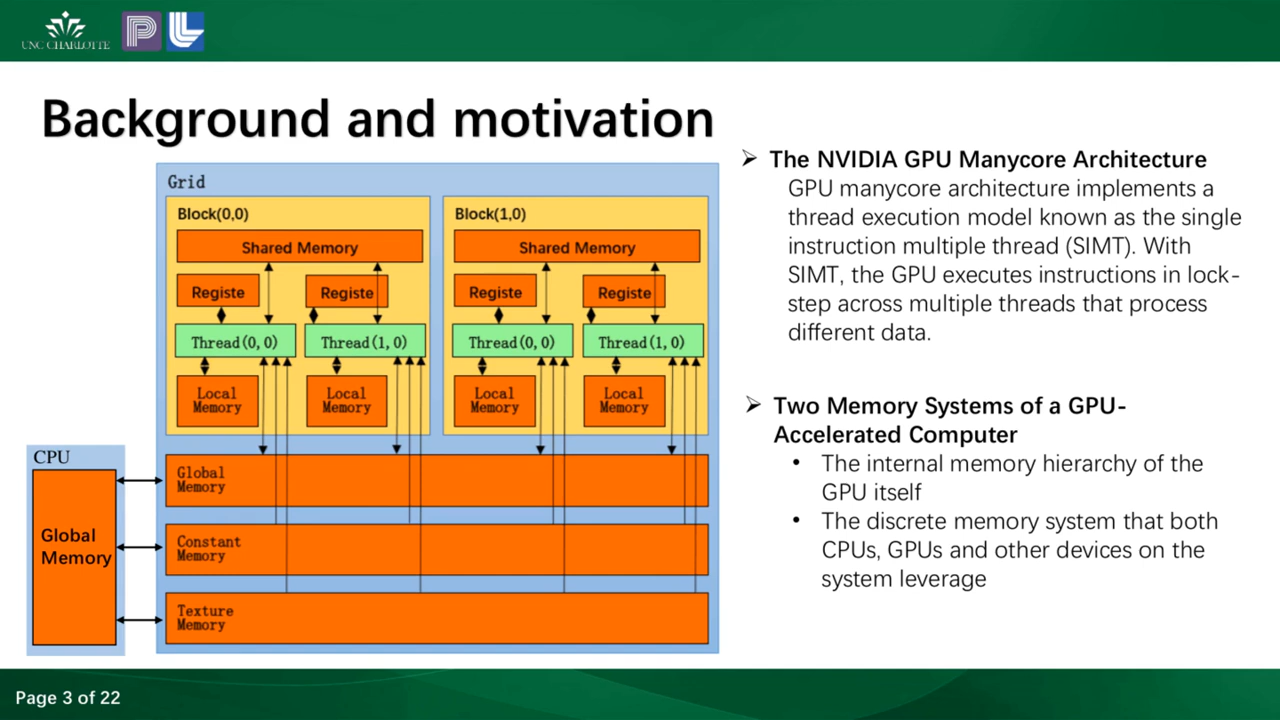 UNC CHARLOTTE
Background and motivation
Grid
Block(0,0)
Shared Memory
Registe
Registe
Thread(0, 0)
Thread(1, 0)
Local
Memory
Local
Memory
Block(1,0)
Shared Memory
Registe
Registe
Thread(0, 0)
Thread(1, 0)
Local
Memory
Local
Memory
CPU
Global
Memory
Global
Memory
Constant
Memory
Texture
Memory
➢ The NVIDIA GPU Manycore Architecture
GPU manycore architecture implements a
thread execution model known as the single
instruction multiple thread (SIMT). With
SIMT, the GPU executes instructions in lock-
step across multiple threads that process
different data.
➢ Two Memory Systems of a GPU-
Accelerated Computer
• The internal memory hierarchy of the
GPU itself
• The discrete memory system that both
CPUs, GPUs and other devices on the
system leverage
Page 3 of 22